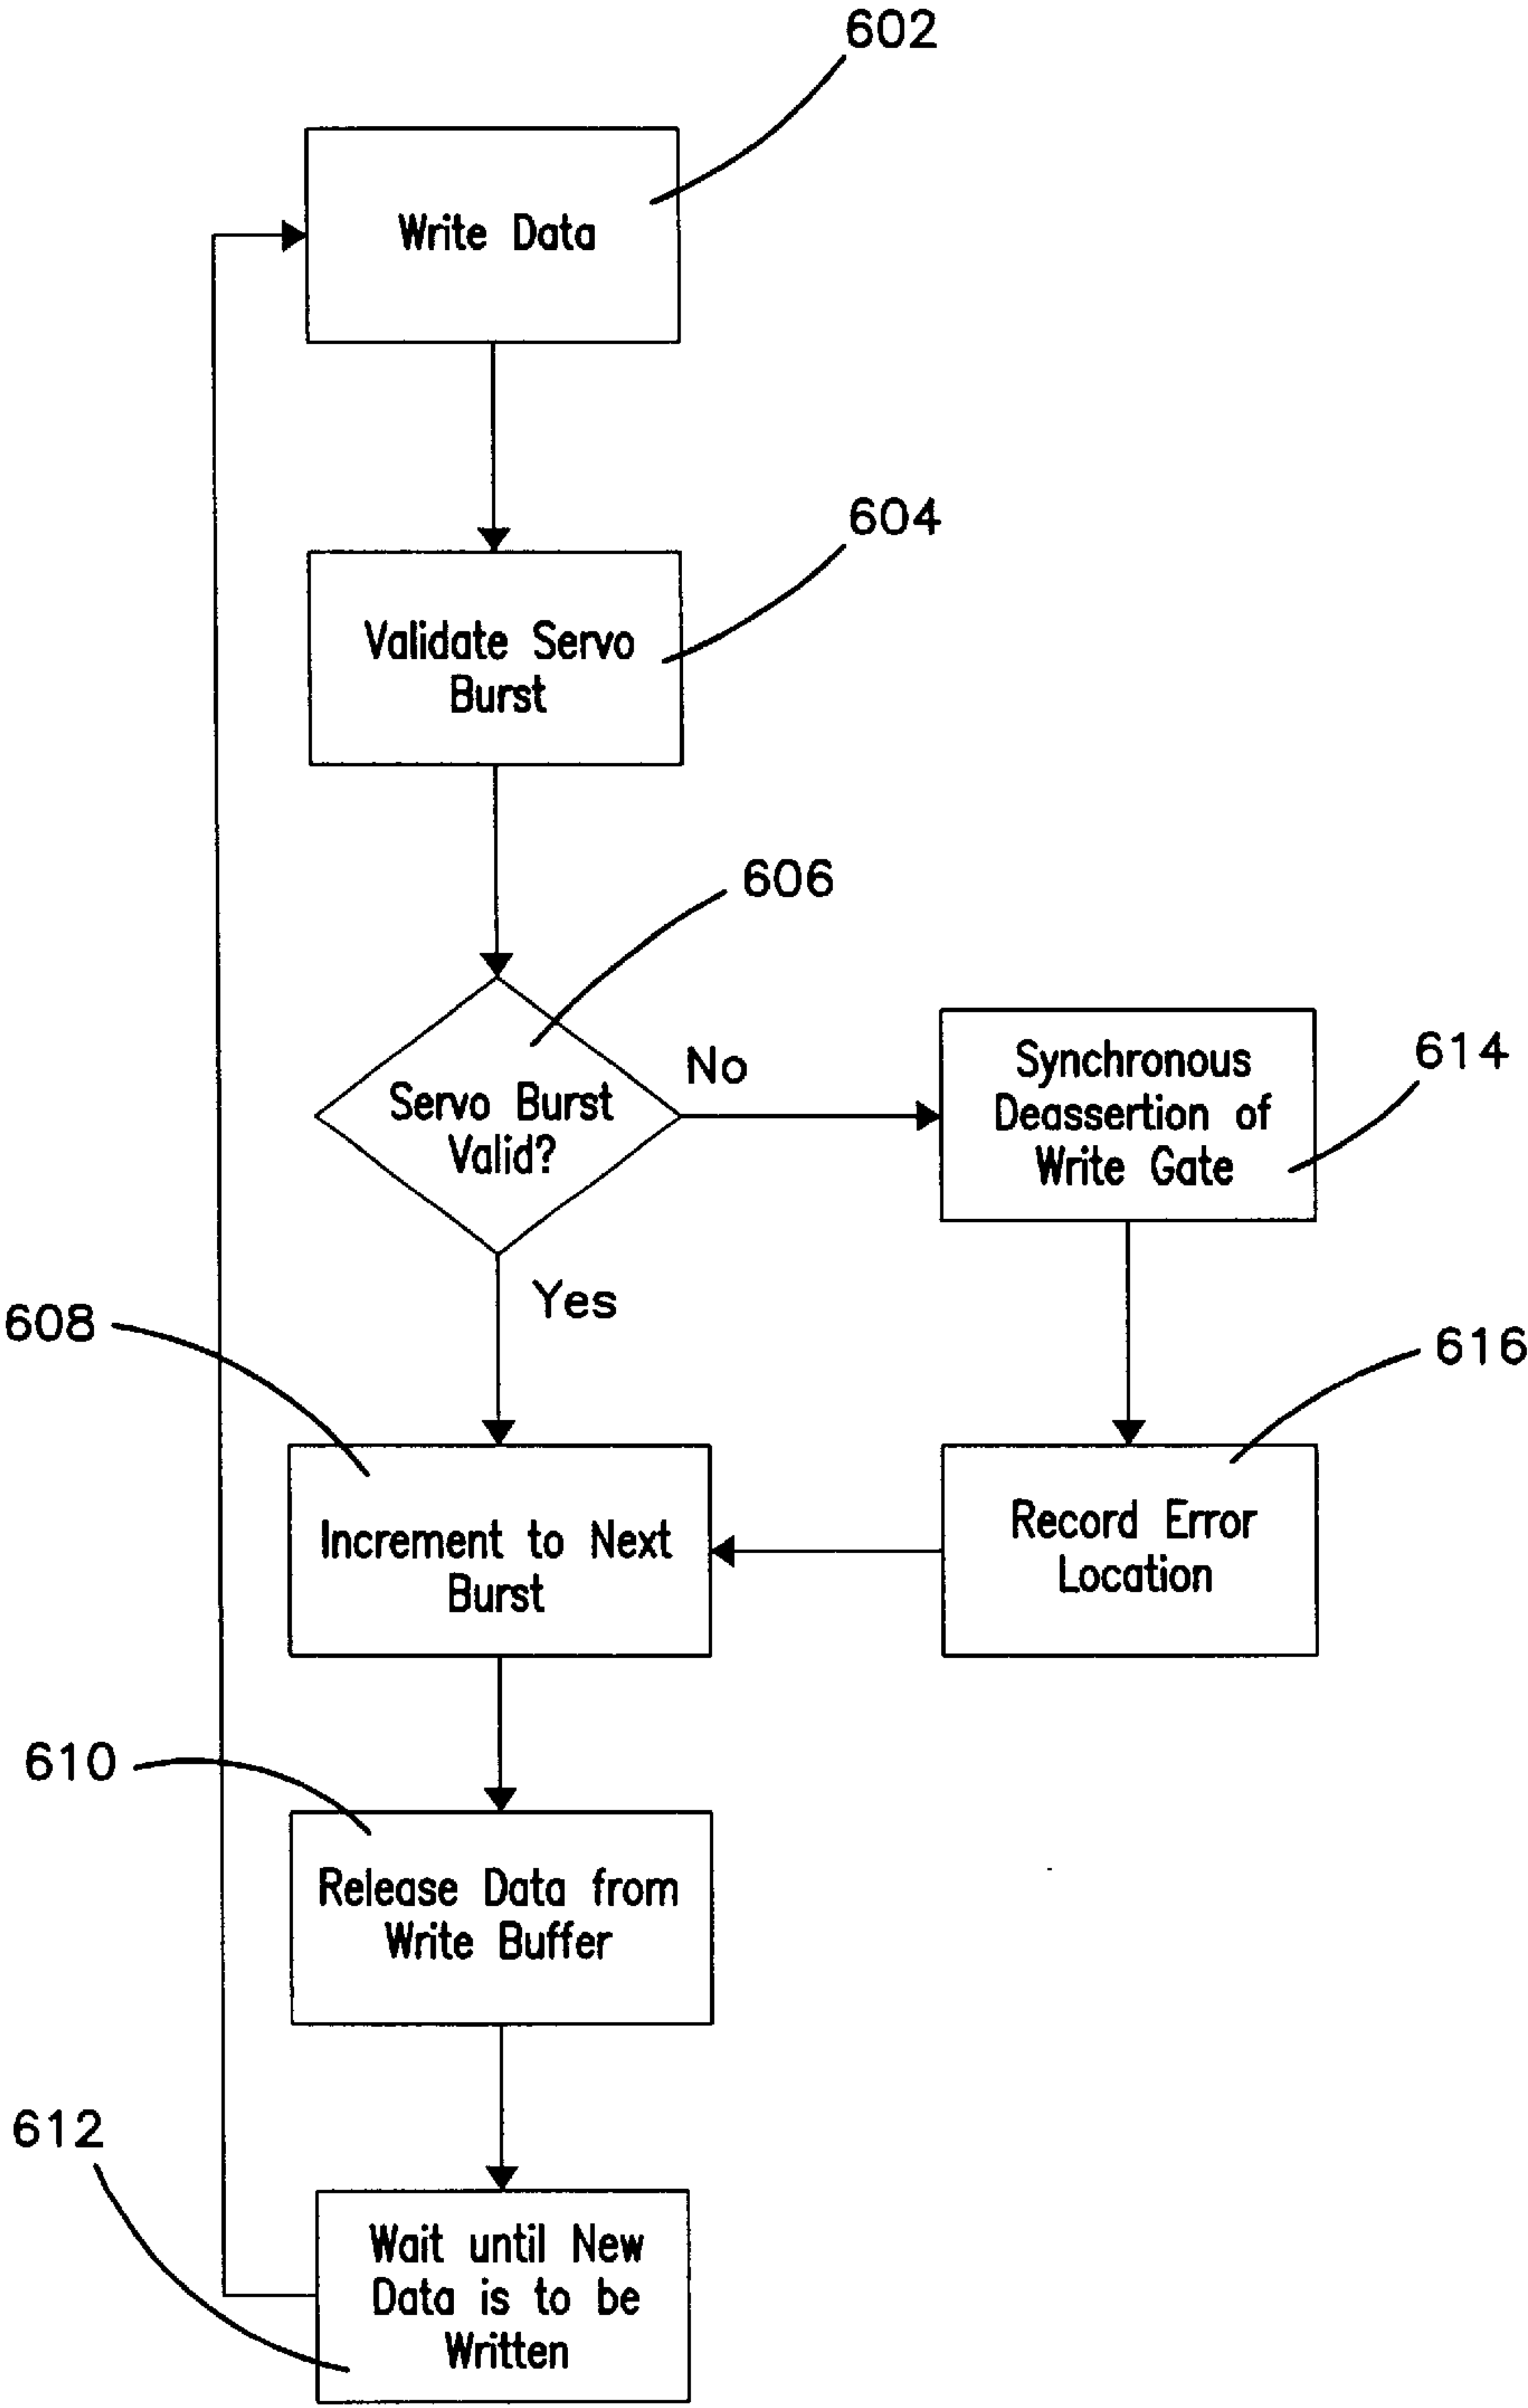 602
Write Data
604
Validate Servo
Burst
606
Servo Burst
Valid?
No
Synchronous
Deassertion of
Write Gate
614
Yes
608
616
Increment to Next
Burst
Record Error
Location
610
Release Data from
Write Buffer
612
Wait until New
Data is to be
Written